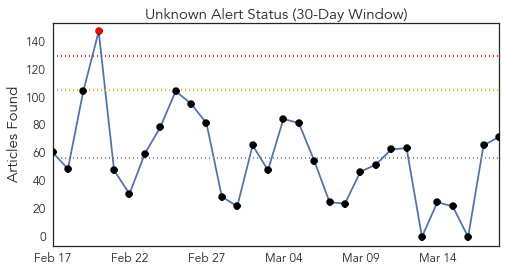 Unknown Alert Status (30-Day Window)
Articles Found
140
120
100
80
60
40
20
0
Feb 17
Feb 22
Feb 27
Mar 04
Mar 09
Mar 14